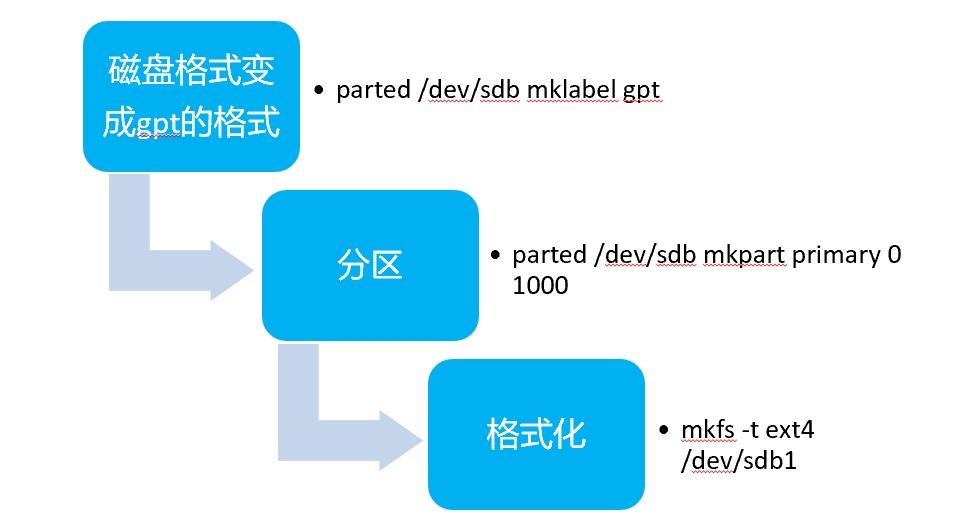 磁盘格式变
成gpt的格式
• parted /dev/sdb mklabel gpt
分区
• parted /dev/sdb mkpart primary 0
1000
格式化
• mkfs -t ext4
/dev/sdb1